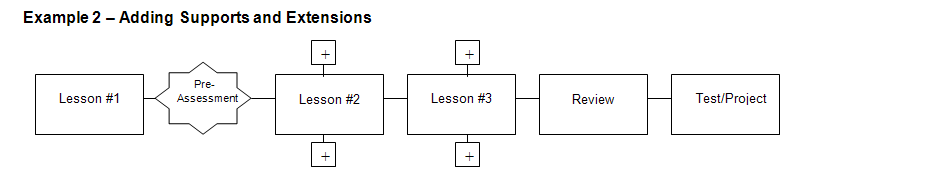 Example 2 – Adding Supports and Extensions
+ +
Pre-
Lesson #1 Assessment Lesson #2 Lesson #3 Review Test/Project
+ +